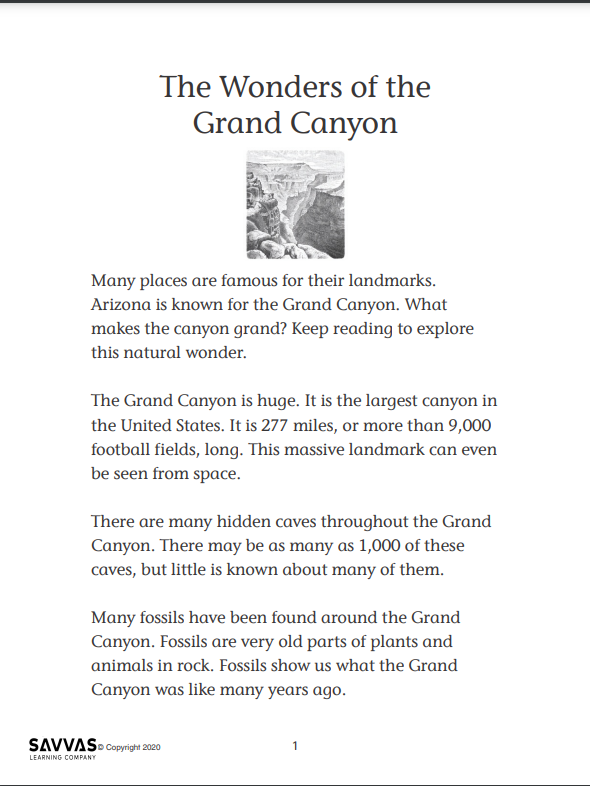 The Wonders of the
Grand Canyon
Many places are famous for their landmarks.
Arizona is known for the Grand Canyon. What
makes the canyon grand? Keep reading to explore
this natural wonder.
The Grand Canyon is huge. It is the largest canyon in
the United States. It is 277 miles, or more than 9,000
football fields, long. This massive landmark can even
be seen from space.
There are many hidden caves throughout the Grand
Canyon. There may be as many as 1,000 of these
caves, but little is known about many of them.
Many fossils have been found around the Grand
Canyon. Fossils are very old parts of plants and
animals in rock. Fossils show us what the Grand
Canyon was like many years ago.
SAVVAS © Copyright 2020
LEARNING COMPANY
1